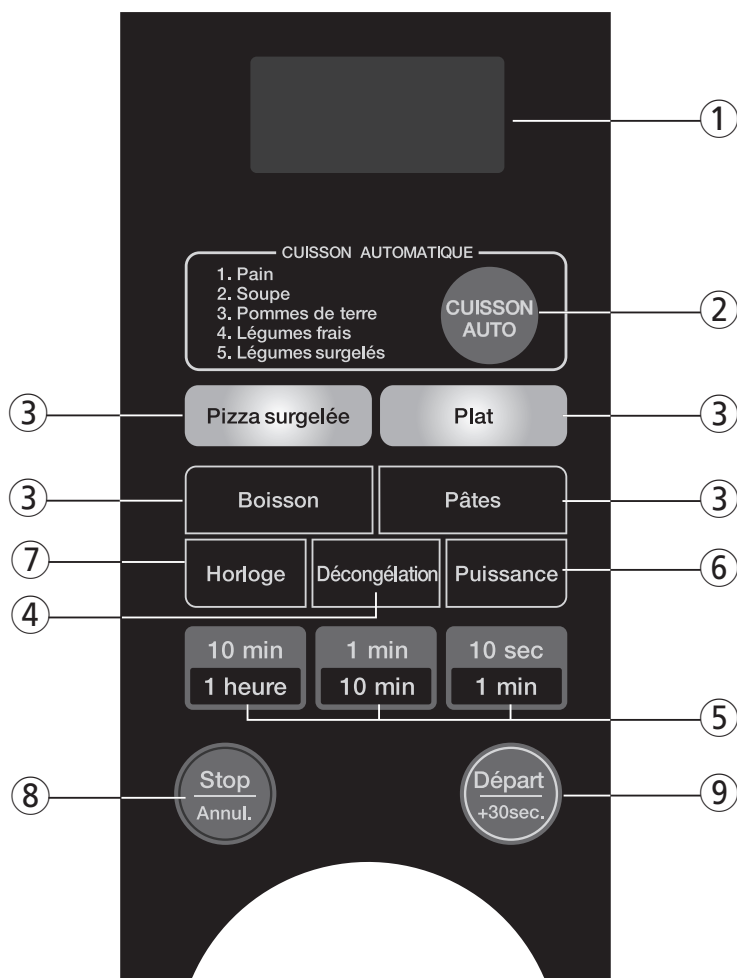 ①
CUISSON AUTOMATIQUE
1. Pain
2. Soupe
3. Pommes de terre
4. Légumes frais
5. Légumes surgelés
CUISSON
AUTO
②
③
Pizza surgelée
Plat
③
③
Boisson
Pâtes
③
⑦
Horloge
Décongélation
Puissance
⑥
④
10 min
1 min
10 sec
1 heure
10 min
1 min
⑤
⑧
Stop
Annul.
Départ
+30sec.
⑨